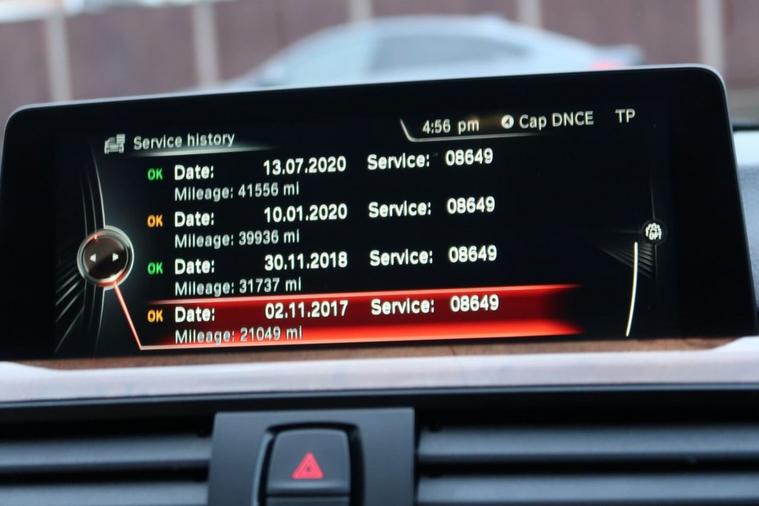 Service history
4:56 pm Cap DNCE TP
OK Date: 13.07.2020 Service: 08649
Mileage: 41556 mi
OK Date: 10.01.2020 Service: 08649
Mileage: 39936 mi
OK Date: 30.11.2018 Service: 08649
Mileage: 31737 mi
OK Date: 02.11.2017 Service: 08649
Mileage: 21049 mi
OPT